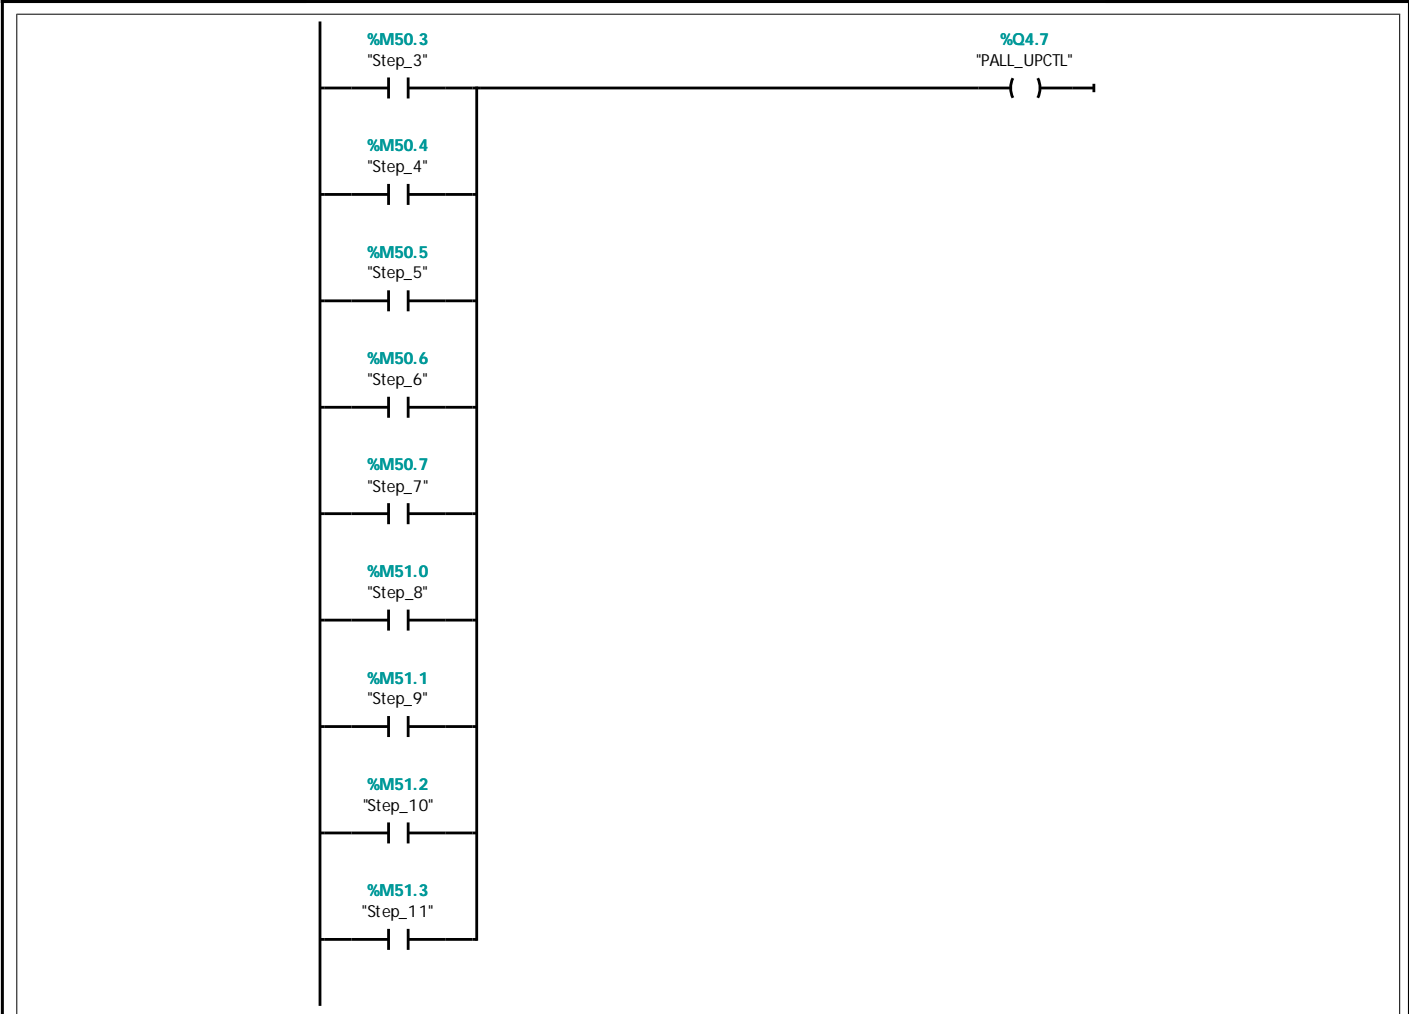 %M50.3
"Step_3"
%Q4.7
"PALL_UPCTL"
%M50.4
"Step_4"
%M50.5
"Step_5"
%M50.6
"Step_6"
%M50.7
"Step_7"
%M51.0
"Step_8"
%M51.1
"Step_9"
%M51.2
"Step_10"
%M51.3
"Step_11"